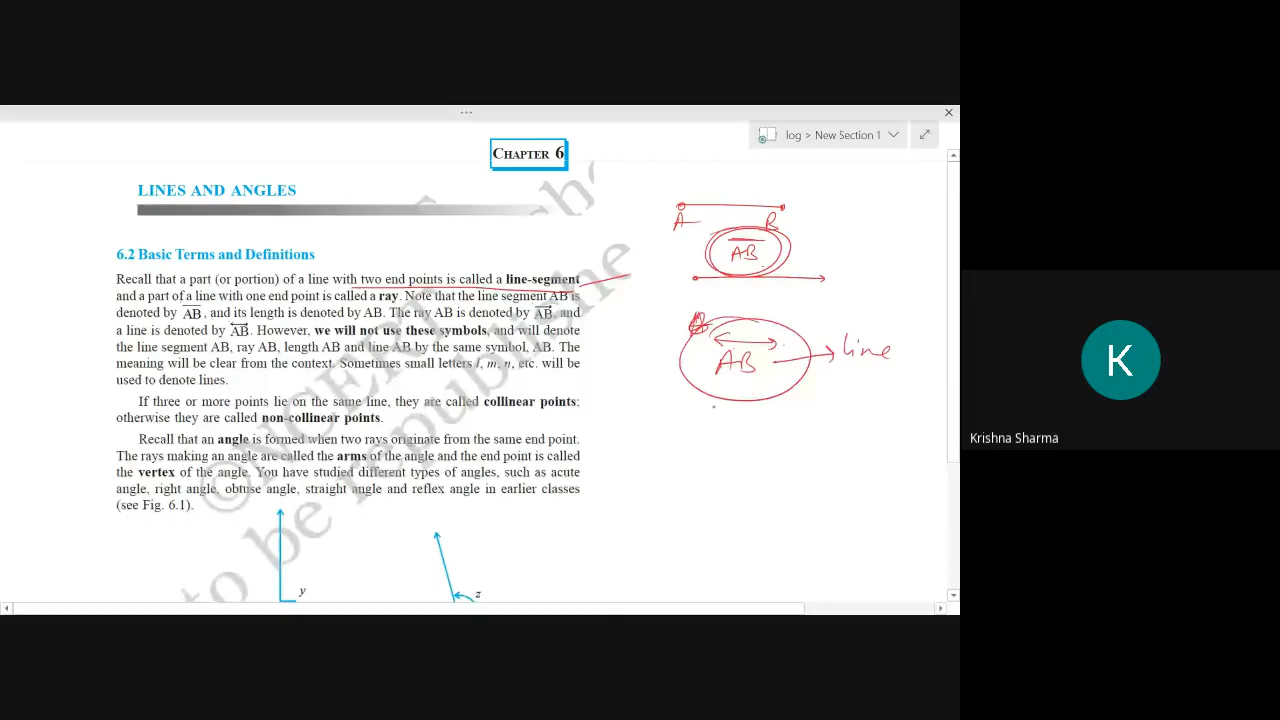 log > New Section 1
CHAPTER 6
LINES AND ANGLES
6.2 Basic Terms and Definitions
Recall that a part (or portion) of a line with two end points is called a line-segment
and a part of a line with one end point is called a ray. Note that the line segment AB is
denoted by AB, and its length is denoted by AB. The ray AB is denoted by AB, and
a line is denoted by AB. However, we will not use these symbols, and will denote
the line segment AB, ray AB, length AB and line AB by the same symbol, AB. The
meaning will be clear from the context. Sometimes small letters l, m, n, etc. will be
used to denote lines.
If three or more points lie on the same line, they are called collinear points;
otherwise they are called non-collinear points.
Recall that an angle is formed when two rays originate from the same end point.
The rays making an angle are called the arms of the angle and the end point is called
the vertex of the angle. You have studied different types of angles, such as acute
angle, right angle, obtuse angle, straight angle and reflex angle in earlier classes
(see Fig. 6.1).
y
z
A B
AB
AB line
©NCERT
to be republishe
K
Krishna Sharma